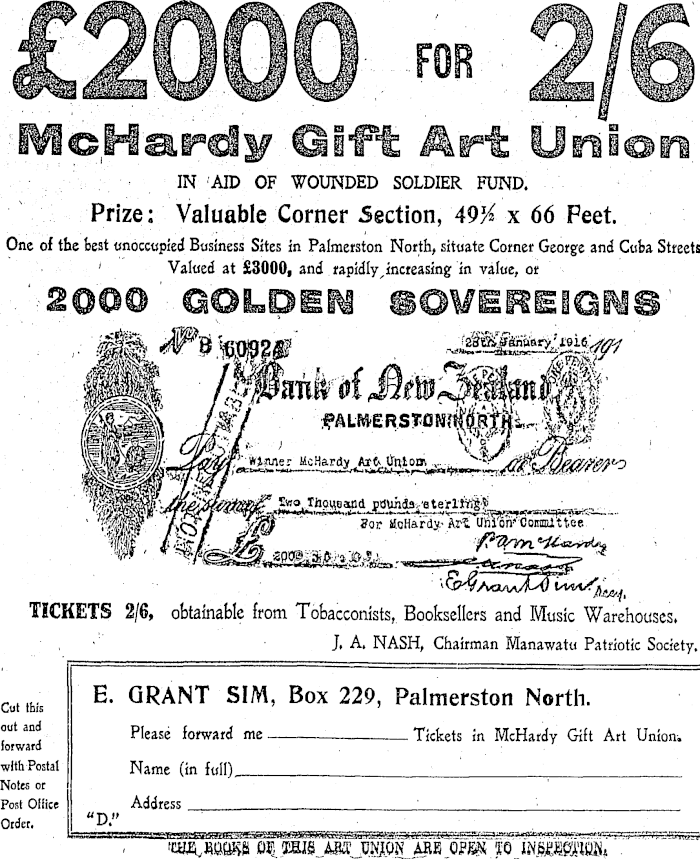 £2000 FOR 2/6
McHardy Gift Art Union
IN AID OF WOUNDED SOLDIER FUND.
Prize: Valuable Corner Section, 49½ x 66 Feet.
One of the best unoccupied Business Sites in Palmerston North, situate Corner George and Cuba Streets
Valued at £3000, and rapidly increasing in value, or
2000 GOLDEN SOVEREIGNS
No B 60924
28th January 1916 191
Bank of New Zealand
PALMERSTON NORTH
Pay Winner McHardy Art Union or Bearer
the sum of Two Thousand pounds sterling
For McHardy Art Union Committee
£ 2000
E Grant Sim Secy.
TICKETS 2/6, obtainable from Tobacconists, Booksellers and Music Warehouses.
J. A. NASH, Chairman Manawatu Patriotic Society.
Cut this
out and
forward
with Postal
Notes or
Post Office
Order.
E. GRANT SIM, Box 229, Palmerston North.
Please forward me Tickets in McHardy Gift Art Union.
Name (in full)
Address
"D."
THE BOOKS OF THIS ART UNION ARE OPEN TO INSPECTION.